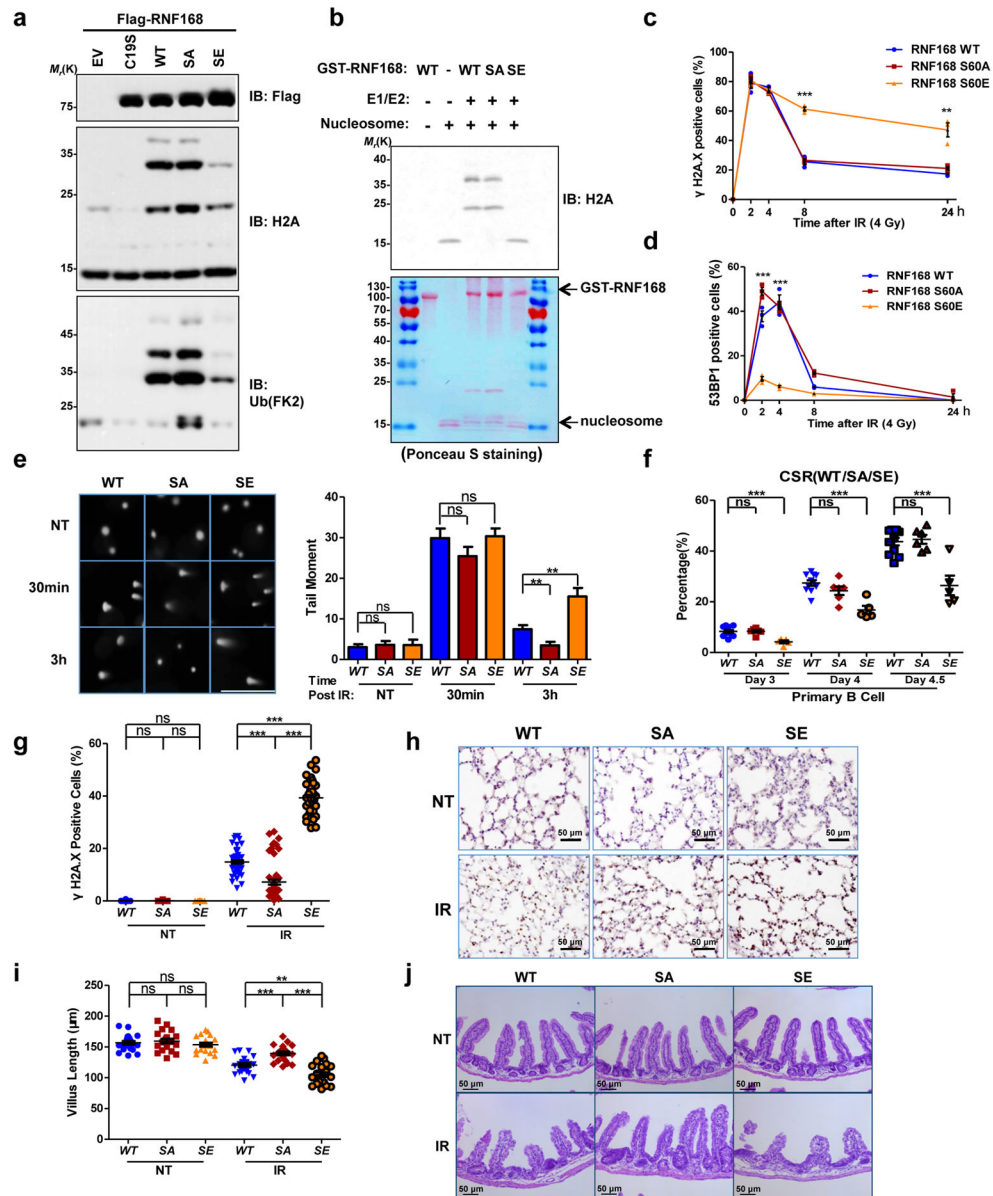 a
Flag-RNF168
EV C19S WT SA SE
Mr(K)
75
IB: Flag
35
25
15
IB: H2A
45
35
25
IB:
Ub(FK2)
b
GST-RNF168: WT - WT SA SE
E1/E2: - - + + +
Nucleosome: - + + + +
Mr(K)
40
35
25
15
IB: H2A
130
100
70
55
40
35
25
15
GST-RNF168
nucleosome
(Ponceau S staining)
c
γ H2A.X positive cells (%)
100
80
60
40
20
0
0 2 4 8 24 h
Time after IR (4 Gy)
*** **
RNF168 WT
RNF168 S60A
RNF168 S60E
d
53BP1 positive cells (%)
60
40
20
0
*** ***
0 2 4 8 24 h
Time after IR (4 Gy)
RNF168 WT
RNF168 S60A
RNF168 S60E
e
WT SA SE
NT
30min
3h
Tail Moment
40
30
20
10
0
ns
ns
ns
ns
**
**
WT SA SE WT SA SE WT SA SE
Time
Post IR: NT 30min 3h
f
CSR(WT/SA/SE)
Percentage(%)
60
40
20
0
*** *** ***
ns ns ns
WT SA SE WT SA SE WT SA SE
Day 3 Day 4 Day 4.5
Primary B Cell
g
γ H2A.X Positive Cells (%)
60
40
20
0
ns ***
ns ns *** ***
WT SA SE WT SA SE
NT IR
h
WT SA SE
NT
50 μm 50 μm 50 μm
IR
50 μm 50 μm 50 μm
i
Villus Length (μm)
250
200
150
100
50
0
ns **
ns ns *** ***
WT SA SE WT SA SE
NT IR
j
WT SA SE
NT
50 μm 50 μm 50 μm
IR
50 μm 50 μm 50 μm